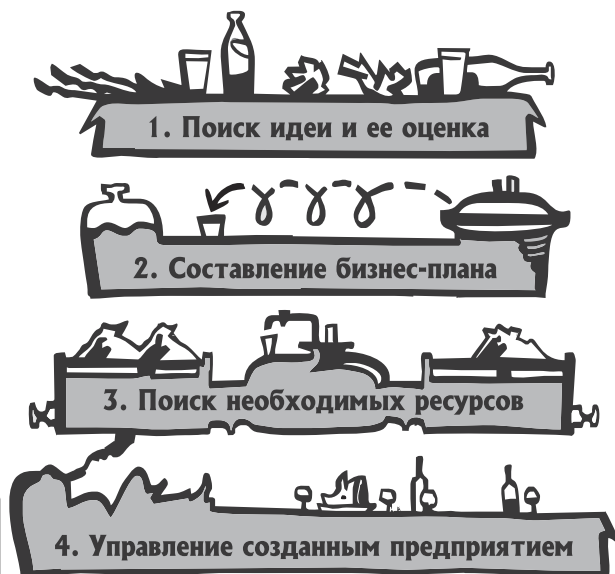 1. Поиск идеи и ее оценка
2. Составление бизнес-плана
3. Поиск необходимых ресурсов
4. Управление созданным предприятием